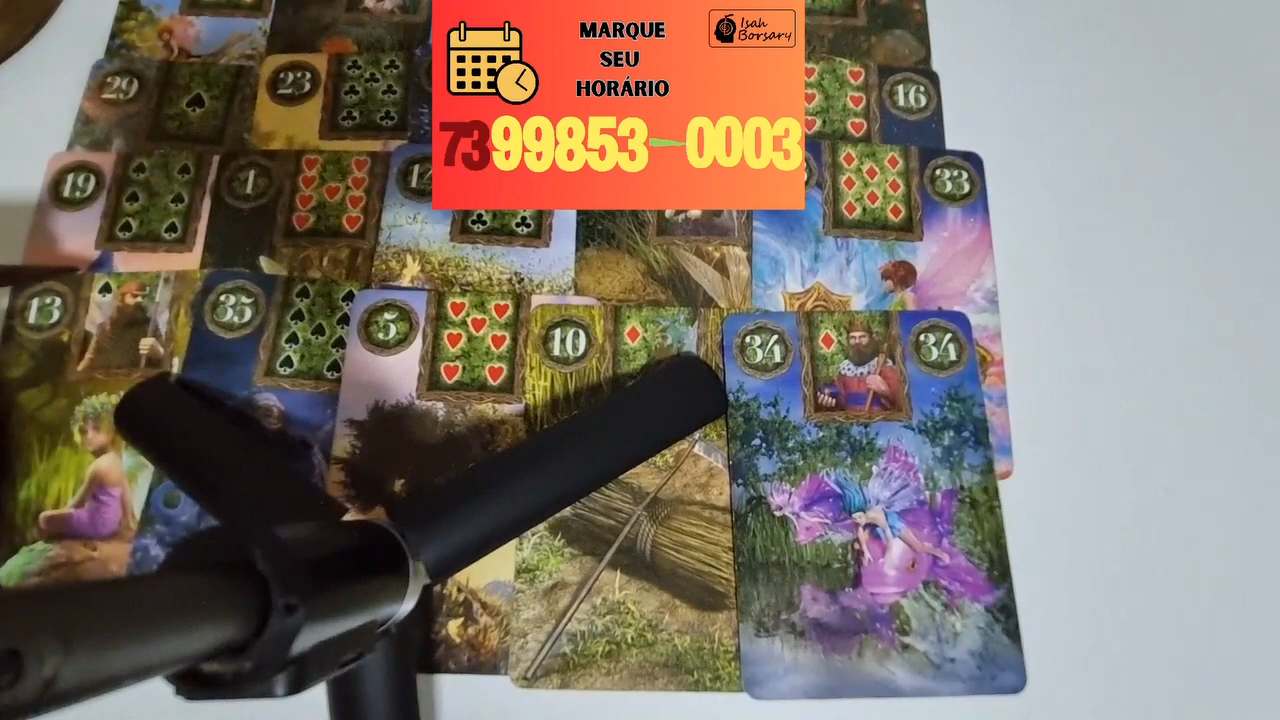 MARQUE
SEU
HORÁRIO
Isah
Borsary
7399853-0003
29
23
16
19
1
33
13
35
5
10
34
34